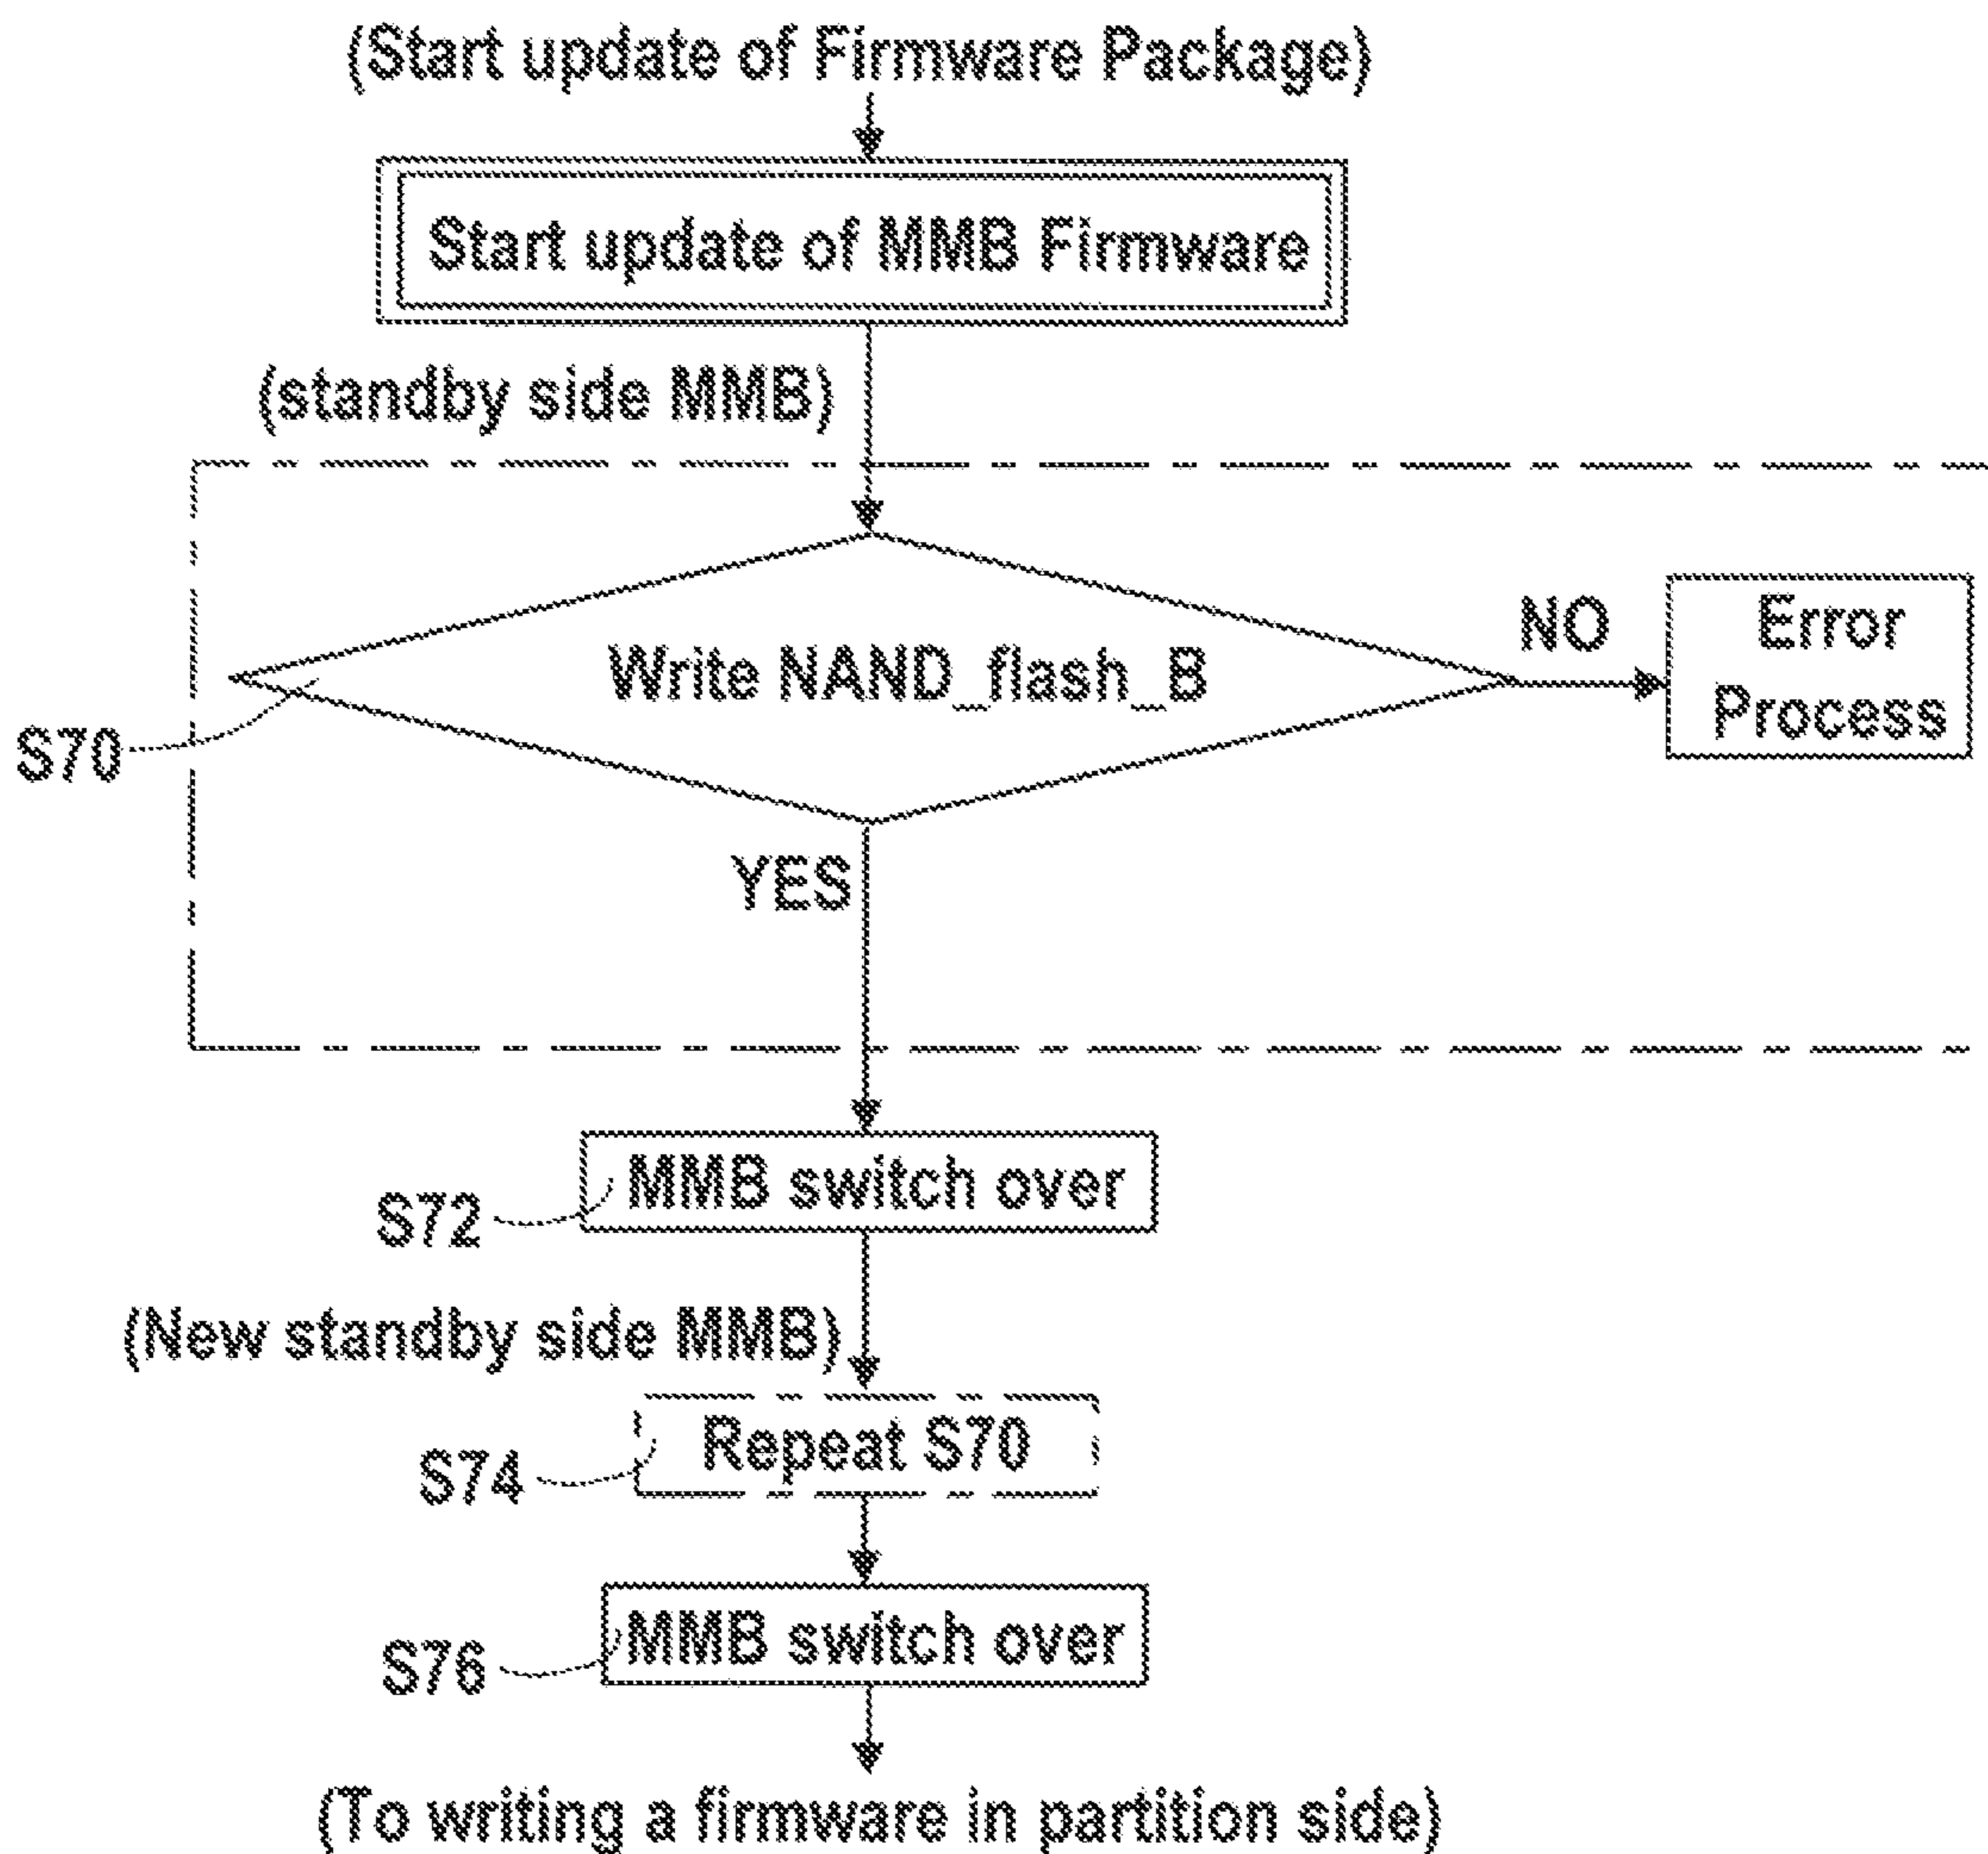 (Start update of Firmware Package)
Start update of MMB Firmware
(standby side MMB)
Write NAND_flash_B
NO
Error
Process
S70
YES
MMB switch over
S72
(New standby side MMB)
Repeat S70
S74
MMB switch over
S76
(To writing a firmware in partition side)